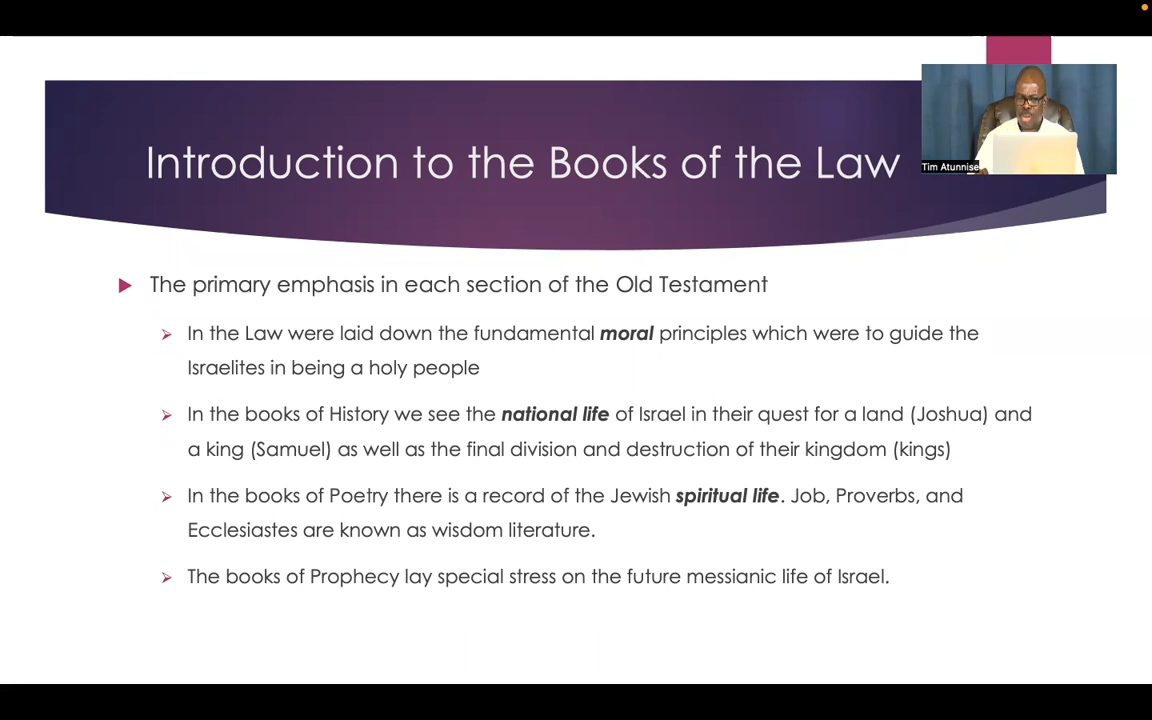 Introduction to the Books of the Law
Tim Atunnise
The primary emphasis in each section of the Old Testament
In the Law were laid down the fundamental moral principles which were to guide the
Israelites in being a holy people
In the books of History we see the national life of Israel in their quest for a land (Joshua) and
a king (Samuel) as well as the final division and destruction of their kingdom (kings)
In the books of Poetry there is a record of the Jewish spiritual life. Job, Proverbs, and
Ecclesiastes are known as wisdom literature.
The books of Prophecy lay special stress on the future messianic life of Israel.